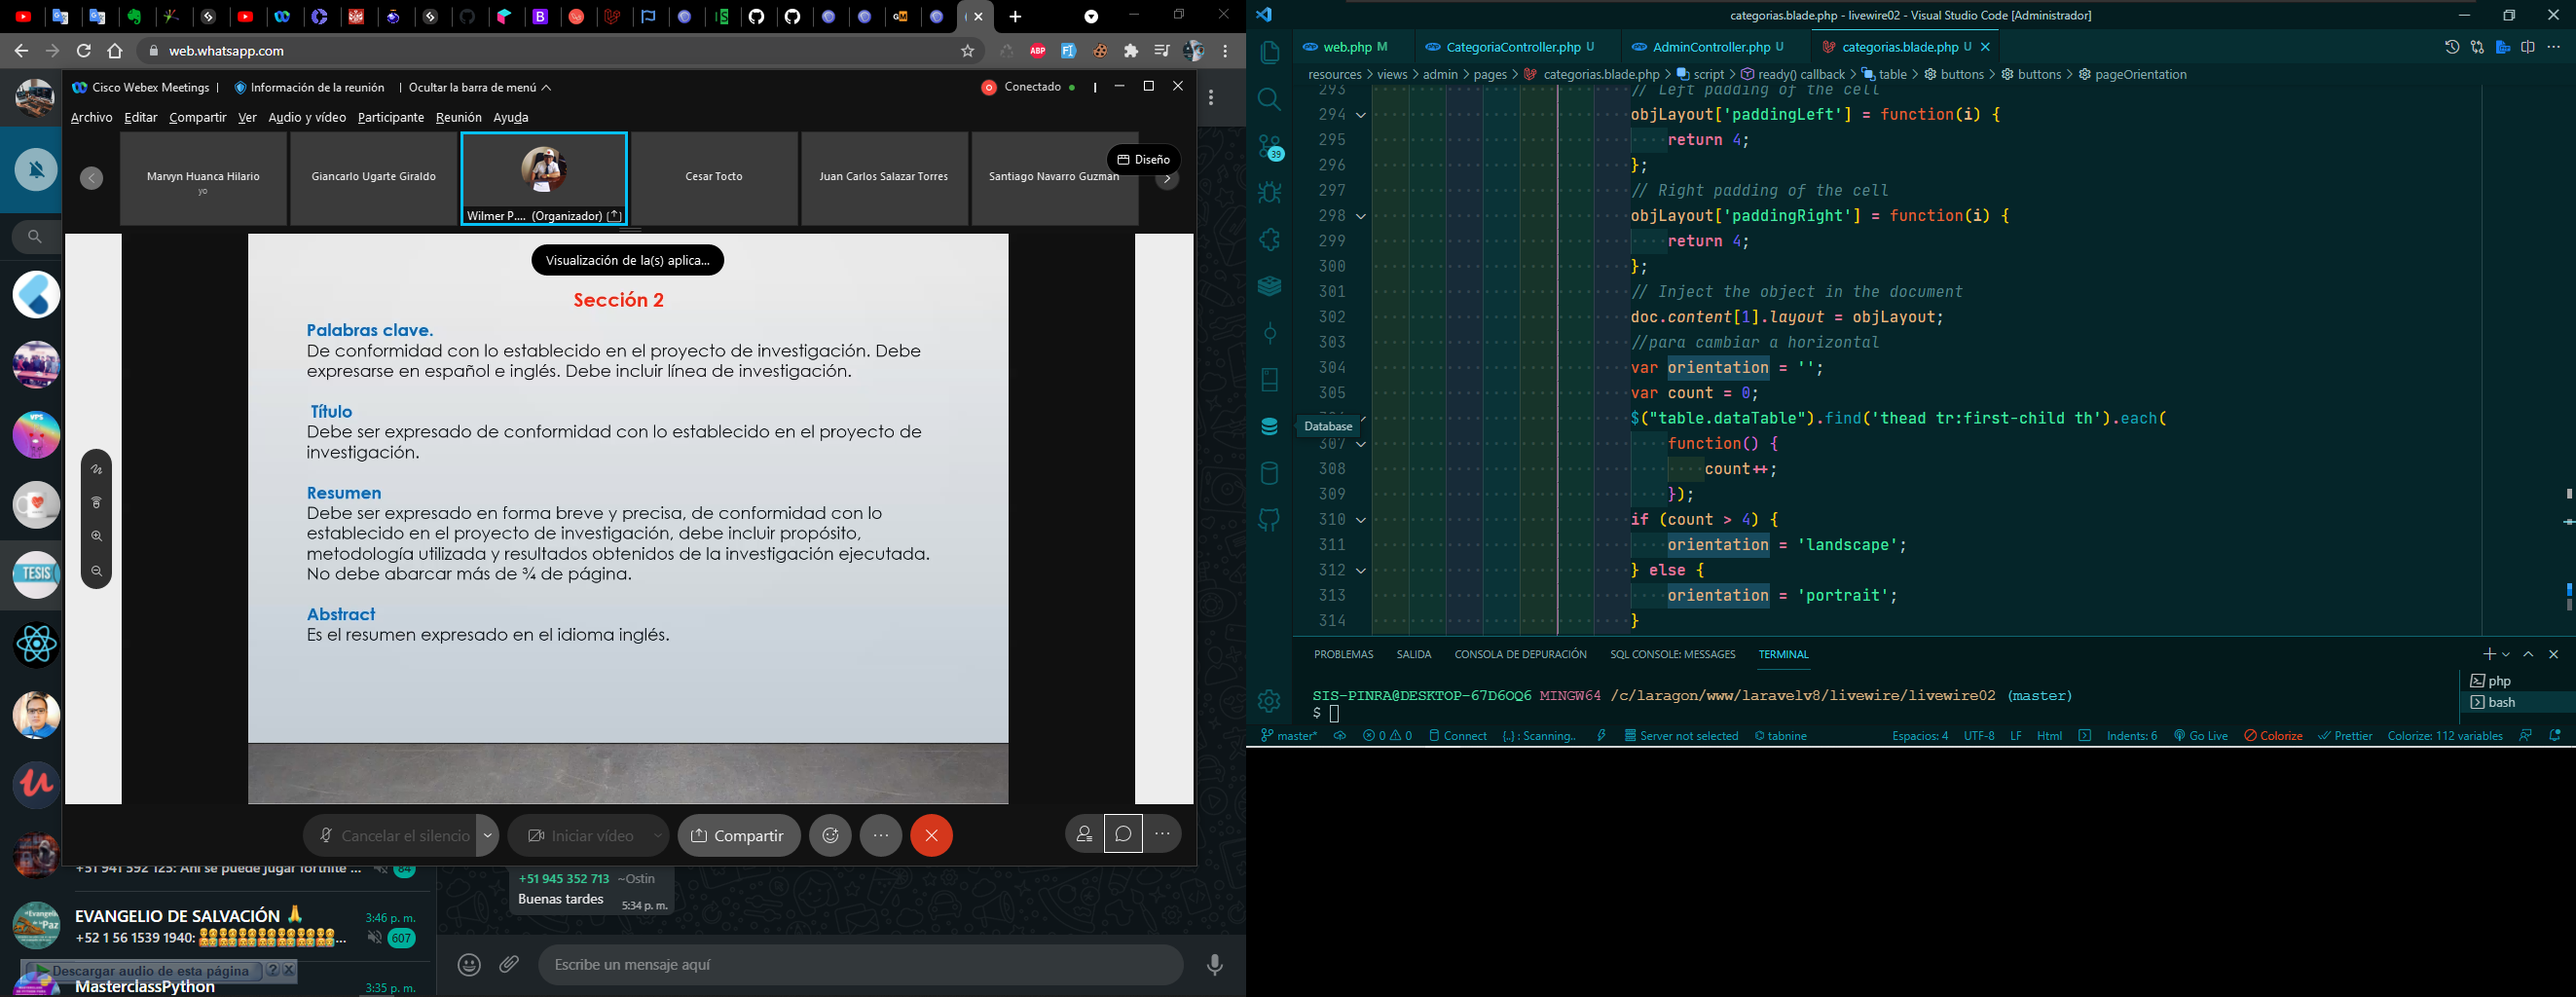 web.whatsapp.com
ABP
Cisco Webex Meetings | Información de la reunión | Ocultar la barra de menú
Conectado
Archivo Editar Compartir Ver Audio y vídeo Participante Reunión Ayuda
Marvyn Huanca Hilario
yo
Giancarlo Ugarte Giraldo
Wilmer P.... (Organizador)
Cesar Tocto
Juan Carlos Salazar Torres
Santiago Navarro Guzman
Diseño
Visualización de la(s) aplica...
Sección 2
Palabras clave.
De conformidad con lo establecido en el proyecto de investigación. Debe
expresarse en español e inglés. Debe incluir línea de investigación.
Título
Debe ser expresado de conformidad con lo establecido en el proyecto de
investigación.
Resumen
Debe ser expresado en forma breve y precisa, de conformidad con lo
establecido en el proyecto de investigación, debe incluir propósito,
metodología utilizada y resultados obtenidos de la investigación ejecutada.
No debe abarcar más de ¾ de página.
Abstract
Es el resumen expresado en el idioma inglés.
VPS
TESIS
Cancelar el silencio
Iniciar vídeo
Compartir
+51 941 592 125: Ahí se puede jugar fortnite ... 84
EVANGELIO DE SALVACIÓN 🙏 3:46 p. m.
+52 1 56 1539 1940: 607
Descargar audio de esta página ? X
MasterclassPython 3:35 p. m.
+51 945 352 713 ~Ostin
Buenas tardes 5:34 p. m.
Escribe un mensaje aquí
categorias.blade.php - livewire02 - Visual Studio Code [Administrador]
web.php M
CategoriaController.php U
AdminController.php U
categorias.blade.php U
resources > views > admin > pages > categorias.blade.php > script > ready() callback > table > buttons > buttons > pageOrientation
39
Database
293 // Left padding of the cell
294 objLayout['paddingLeft'] = function(i) {
295 return 4;
296 };
297 // Right padding of the cell
298 objLayout['paddingRight'] = function(i) {
299 return 4;
300 };
301 // Inject the object in the document
302 doc.content[1].layout = objLayout;
303 //para cambiar a horizontal
304 var orientation = '';
305 var count = 0;
$("table.dataTable").find('thead tr:first-child th').each(
307 function() {
308 count++;
309 });
310 if (count > 4) {
311 orientation = 'landscape';
312 } else {
313 orientation = 'portrait';
314 }
PROBLEMAS SALIDA CONSOLA DE DEPURACIÓN SQL CONSOLE: MESSAGES TERMINAL
SIS-PINRA@DESKTOP-67D6OQ6 MINGW64 /c/laragon/www/laravelv8/livewire/livewire02 (master)
$
php
bash
master* 0 0 Connect {..} : Scanning.. Server not selected tabnine
Espacios: 4 UTF-8 LF Html Indents: 6 Go Live Colorize Prettier Colorize: 112 variables